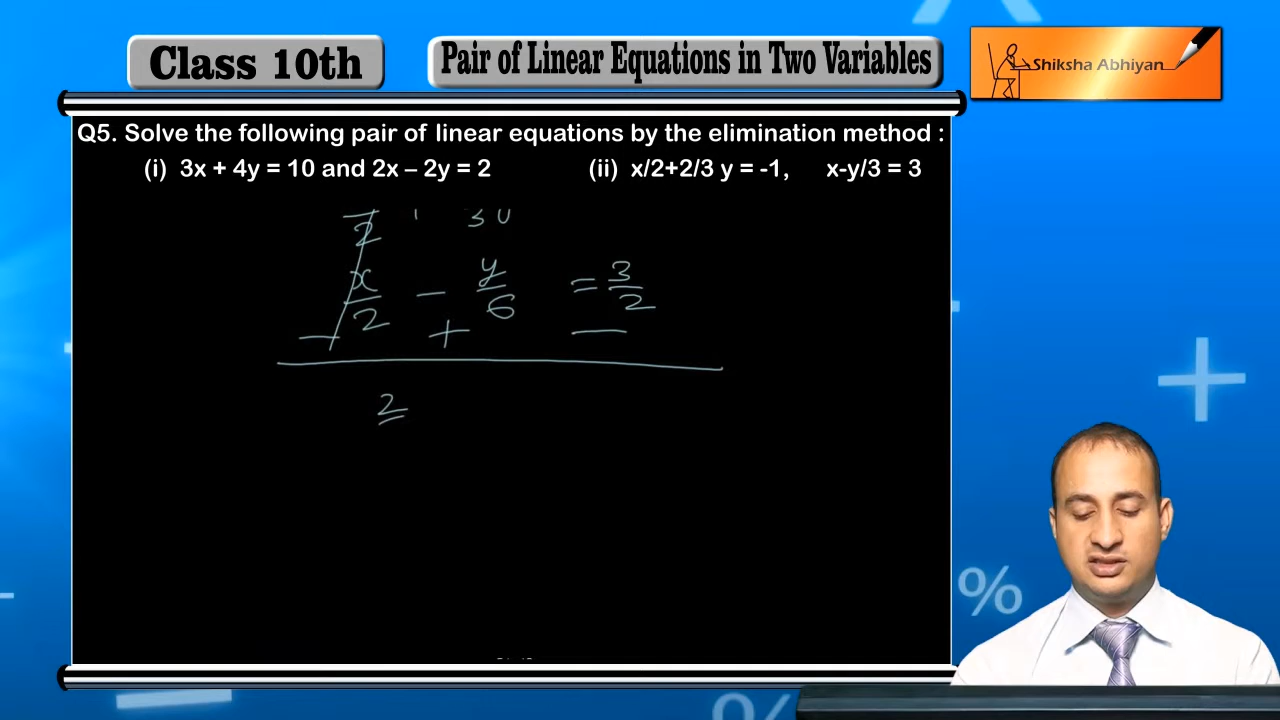 Class 10th
Pair of Linear Equations in Two Variables
Shiksha Abhiyan
Q5. Solve the following pair of linear equations by the elimination method :
(i) 3x + 4y = 10 and 2x – 2y = 2 (ii) x/2+2/3 y = -1, x-y/3 = 3
2
x/2 - y/6 = 3/2
- + -
2